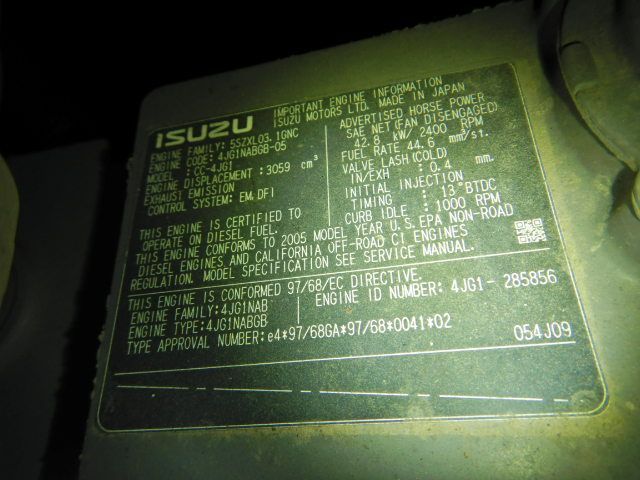 ISUZU
IMPORTANT ENGINE INFORMATION
ISUZU MOTORS LTD. MADE IN JAPAN
ENGINE FAMILY: 5SZXL03.1GNC
ENGINE CODE: 4JG1NABGB-05
MODEL : CC-4JG1
ENGINE DISPLACEMENT : 3059 cm³
EXHAUST EMISSION
CONTROL SYSTEM: EM, DFI
ADVERTISED HORSE POWER
SAE NET (FAN DISENGAGED)
42.8 kW/ 2400 RPM
FUEL RATE 44.6 mm³/st.
VALVE LASH (COLD)
IN/EXH : 0.4 mm.
INITIAL INJECTION
TIMING : 13°BTDC
CURB IDLE : 1000 RPM
THIS ENGINE IS CERTIFIED TO
OPERATE ON DIESEL FUEL.
THIS ENGINE CONFORMS TO 2005 MODEL YEAR U.S.EPA NON-ROAD
DIESEL ENGINES AND CALIFORNIA OFF-ROAD CI ENGINES
REGULATION. MODEL SPECIFICATION SEE SERVICE MANUAL.
THIS ENGINE IS CONFORMED 97/68/EC DIRECTIVE.
ENGINE FAMILY:4JG1NAB
ENGINE ID NUMBER: 4JG1- 285856
ENGINE TYPE:4JG1NABGB
TYPE APPROVAL NUMBER:e4*97/68GA*97/68*0041*02
054J09